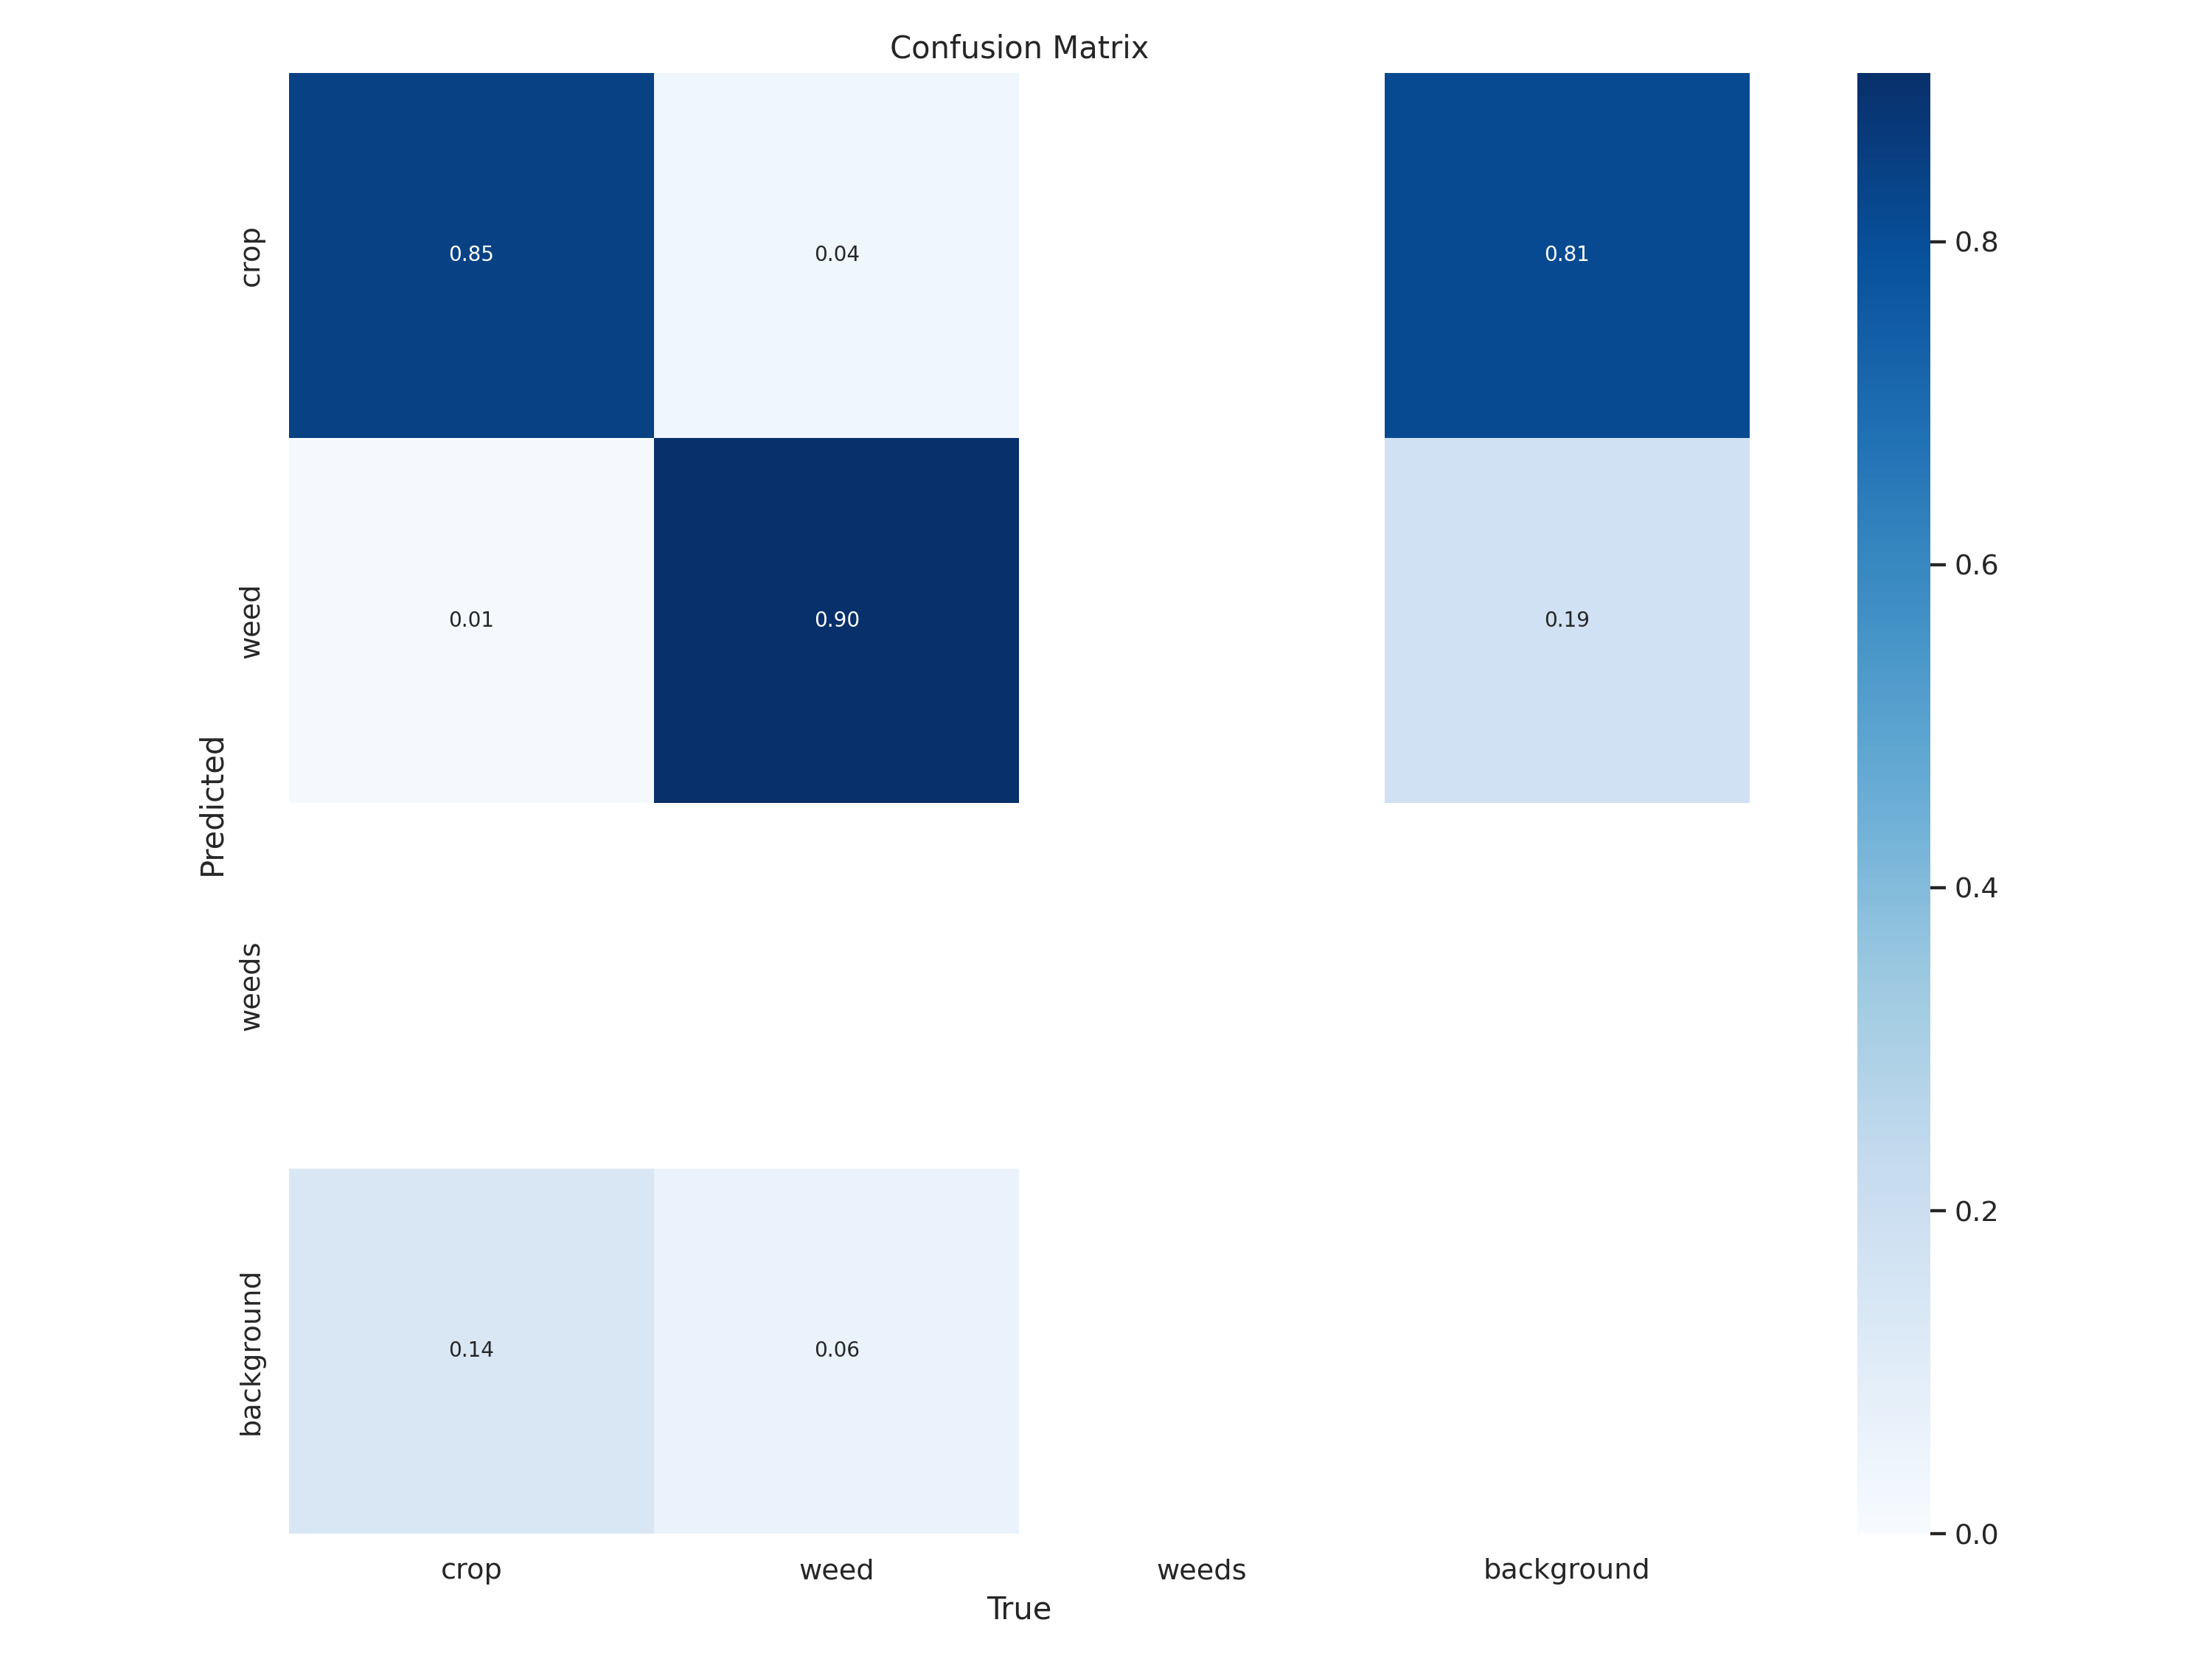 Confusion Matrix
crop
0.85
0.04
0.81
0.8
weed
0.01
0.90
0.19
0.6
Predicted
0.4
weeds
0.2
background
0.14
0.06
0.0
crop
weed
weeds
background
True